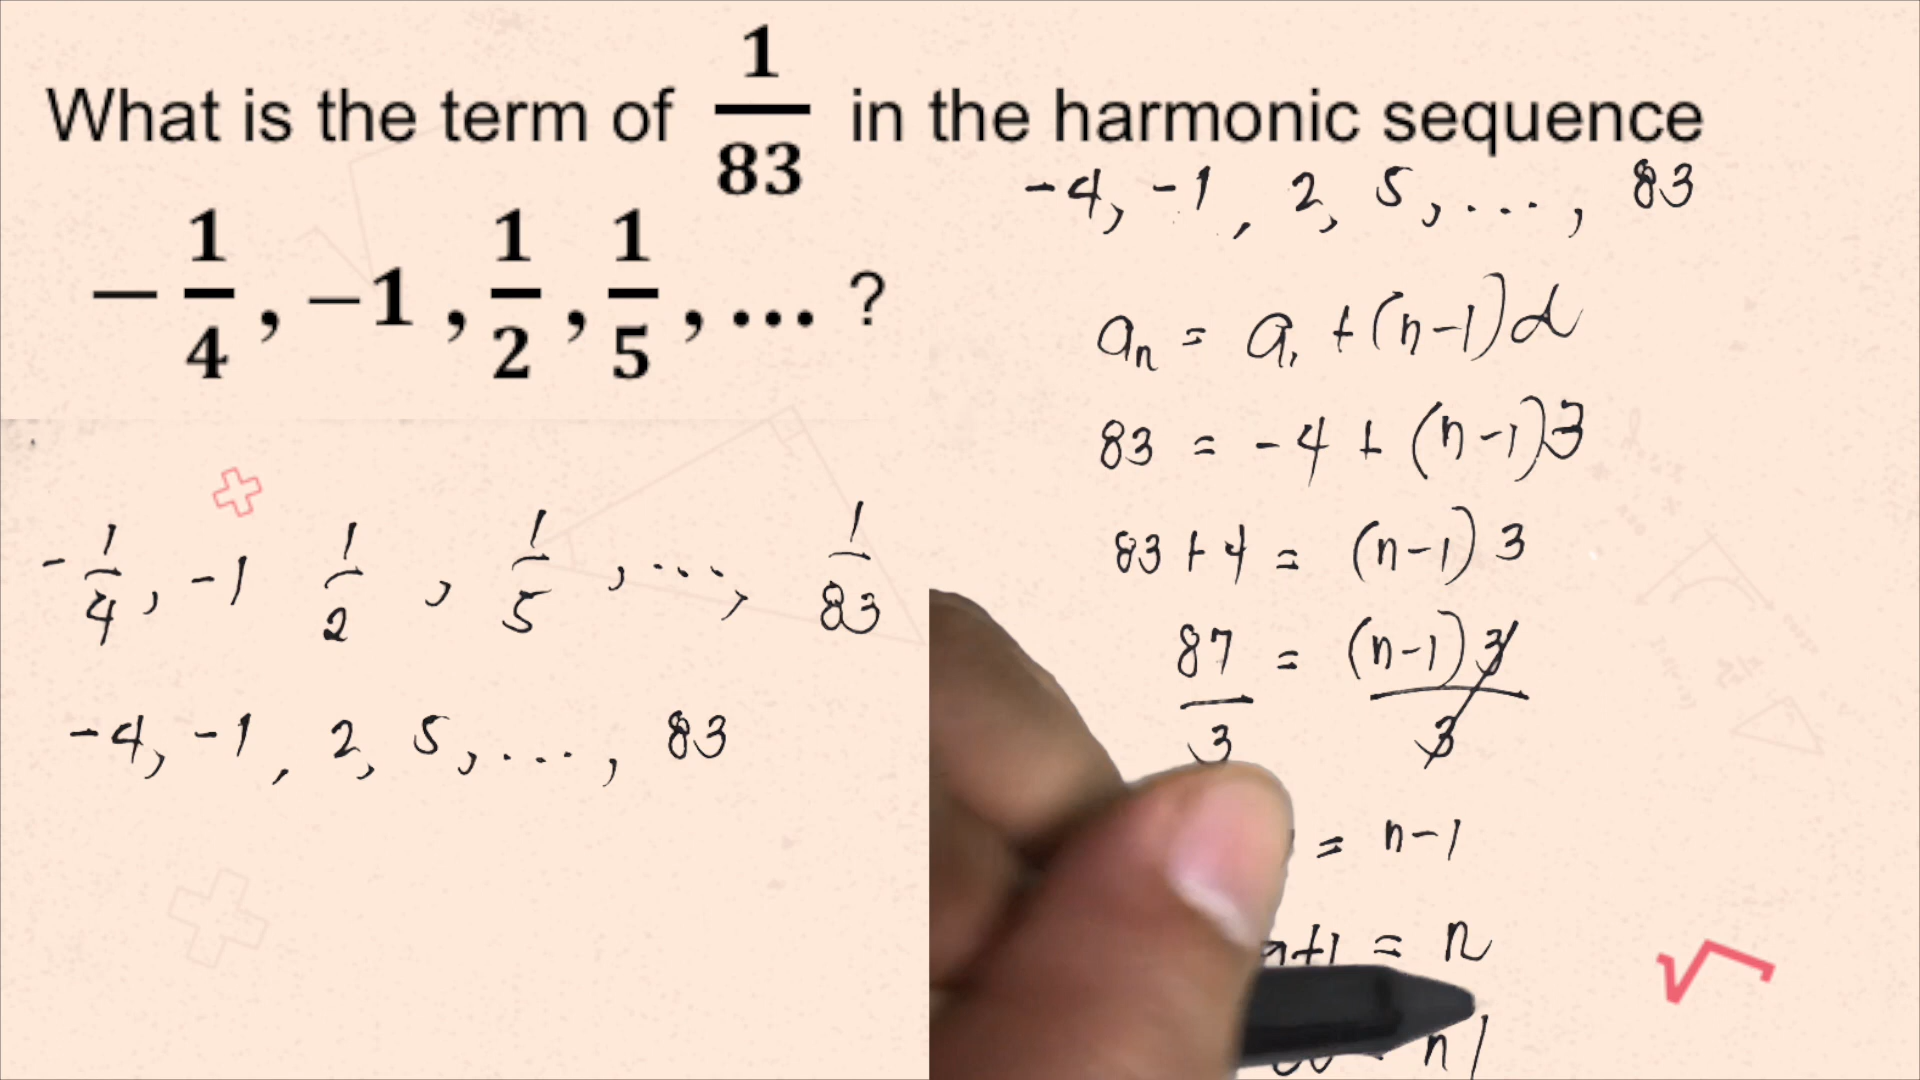 What is the term of 1/83 in the harmonic sequence
-1/4, -1, 1/2, 1/5, ... ?
-1/4, -1 1/2, 1/5, ..., 1/83
-4, -1, 2, 5, ..., 83
-4, -1, 2, 5, ..., 83
aₙ = a₁ + (n-1)d
83 = -4 + (n-1)3
83+4 = (n-1)3
87/3 = (n-1)3/3
= n-1
+1 = n
n